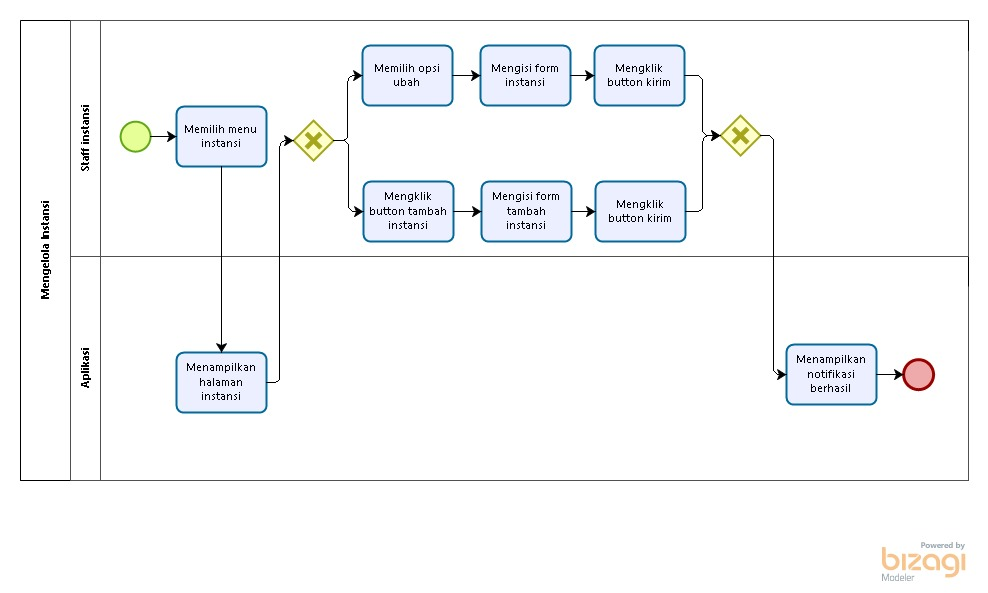 Mengelola Instansi
Staff instansi
Memilih menu
instansi
Memilih opsi
ubah
Mengisi form
instansi
Mengklik
button kirim
Mengklik
button tambah
instansi
Mengisi form
tambah
instansi
Mengklik
button kirim
Aplikasi
Menampilkan
halaman
instansi
Menampilkan
notifikasi
berhasil
Powered by
bizagi
Modeler